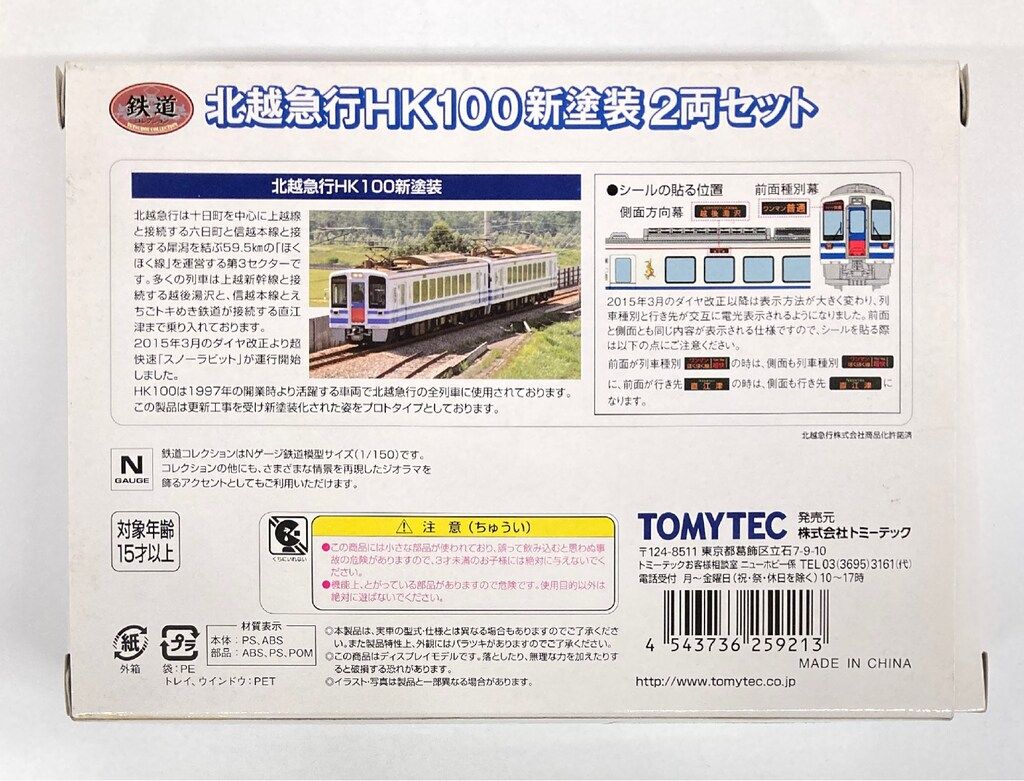 鉄道
コレクション
北越急行HK100新塗装 2両セット
北越急行HK100新塗装
北越急行は十日町を中心に上越線
と接続する六日町と信越本線と接
続する犀潟を結ぶ59.5kmの「ほく
ほく線」を運営する第3セクターで
す。多くの列車は上越新幹線と接
続する越後湯沢と、信越本線とえ
ちごトキめき鉄道が接続する直江
津まで乗り入れております。
2015年3月のダイヤ改正より超
快速「スノーラビット」が運行開始
しました。
HK100は1997年の開業時より活躍する車両で北越急行の全列車に使用されております。
この製品は更新工事を受け新塗装化された姿をプロトタイプとしております。
●シールの貼る位置
前面種別幕
側面方向幕
越後湯沢
ワンマン 普通
2015年3月のダイヤ改正以降は表示方法が大きく変わり、列
車種別と行き先が交互に電光表示されるようになりました。前面
と側面とも同じ内容が表示される仕様ですので、シールを貼る際
は以下の点にご注意ください。
前面が列車種別 の時は、側面も列車種別
に、前面が行き先 直江津 の時は、側面も行き先 直江津 に
なります。
北越急行株式会社商品化許諾済
N
GAUGE
鉄道コレクションはNゲージ鉄道模型サイズ(1/150)です。
コレクションの他にも、さまざまな情景を再現したジオラマを
飾るアクセントとしてもご利用いただけます。
対象年齢
15才以上
くちにいれない
注 意 (ちゅうい)
●この商品には小さな部品が使われており、誤って飲み込むと思わぬ事
故の危険がありますので、3才未満のお子様には絶対に与えないでく
ださい。
●機能上、とがっている部品がありますので危険です。使用目的以外は
絶対に遊ばないでください。
TOMYTEC
発売元
株式会社トミーテック
〒124-8511 東京都葛飾区立石7-9-10
トミーテックお客様相談室 ニューホビー係 TEL 03(3695)3161(代)
電話受付 月～金曜日(祝・祭・休日を除く)10～17時
4 543736 259213
MADE IN CHINA
http://www.tomytec.co.jp
紙
外箱
プラ
袋:PE
トレイ、ウインドウ:PET
材質表示
本体:PS、ABS
部品:ABS、PS、POM
◎本製品は、実車の型式・仕様とは異なる場合もありますのでご了承くださ
い。また製品特性上、外観にはバラツキがありますのでご了承ください。
◎この商品はディスプレイモデルです。落としたり、無理な力を加えたりす
ると破損する恐れがあります。
◎イラスト・写真は製品と一部異なる場合があります。